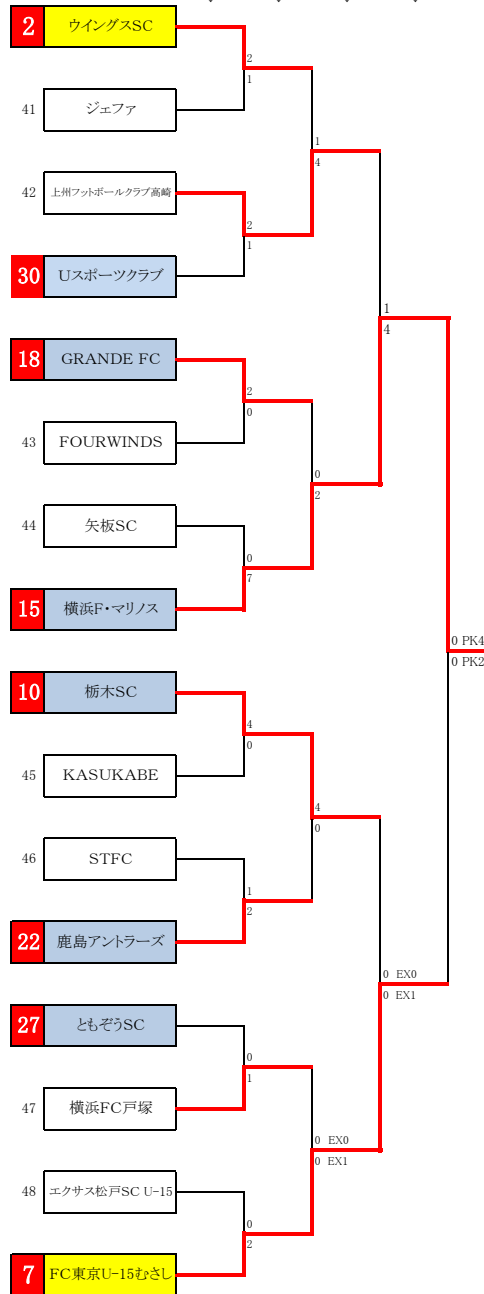 2 ウイングスSC
2
1
41 ジェファ
1
4
42 上州フットボールクラブ高崎
2
1
30 Uスポーツクラブ
1
4
18 GRANDE FC
2
0
43 FOURWINDS
0
2
44 矢板SC
0
7
15 横浜F・マリノス
0 PK4
0 PK2
10 栃木SC
4
0
45 KASUKABE
4
0
46 STFC
1
2
22 鹿島アントラーズ
0 EX0
0 EX1
27 ともぞうSC
0
1
47 横浜FC戸塚
0 EX0
0 EX1
48 エクサス松戸SC U-15
0
2
7 FC東京U-15むさし